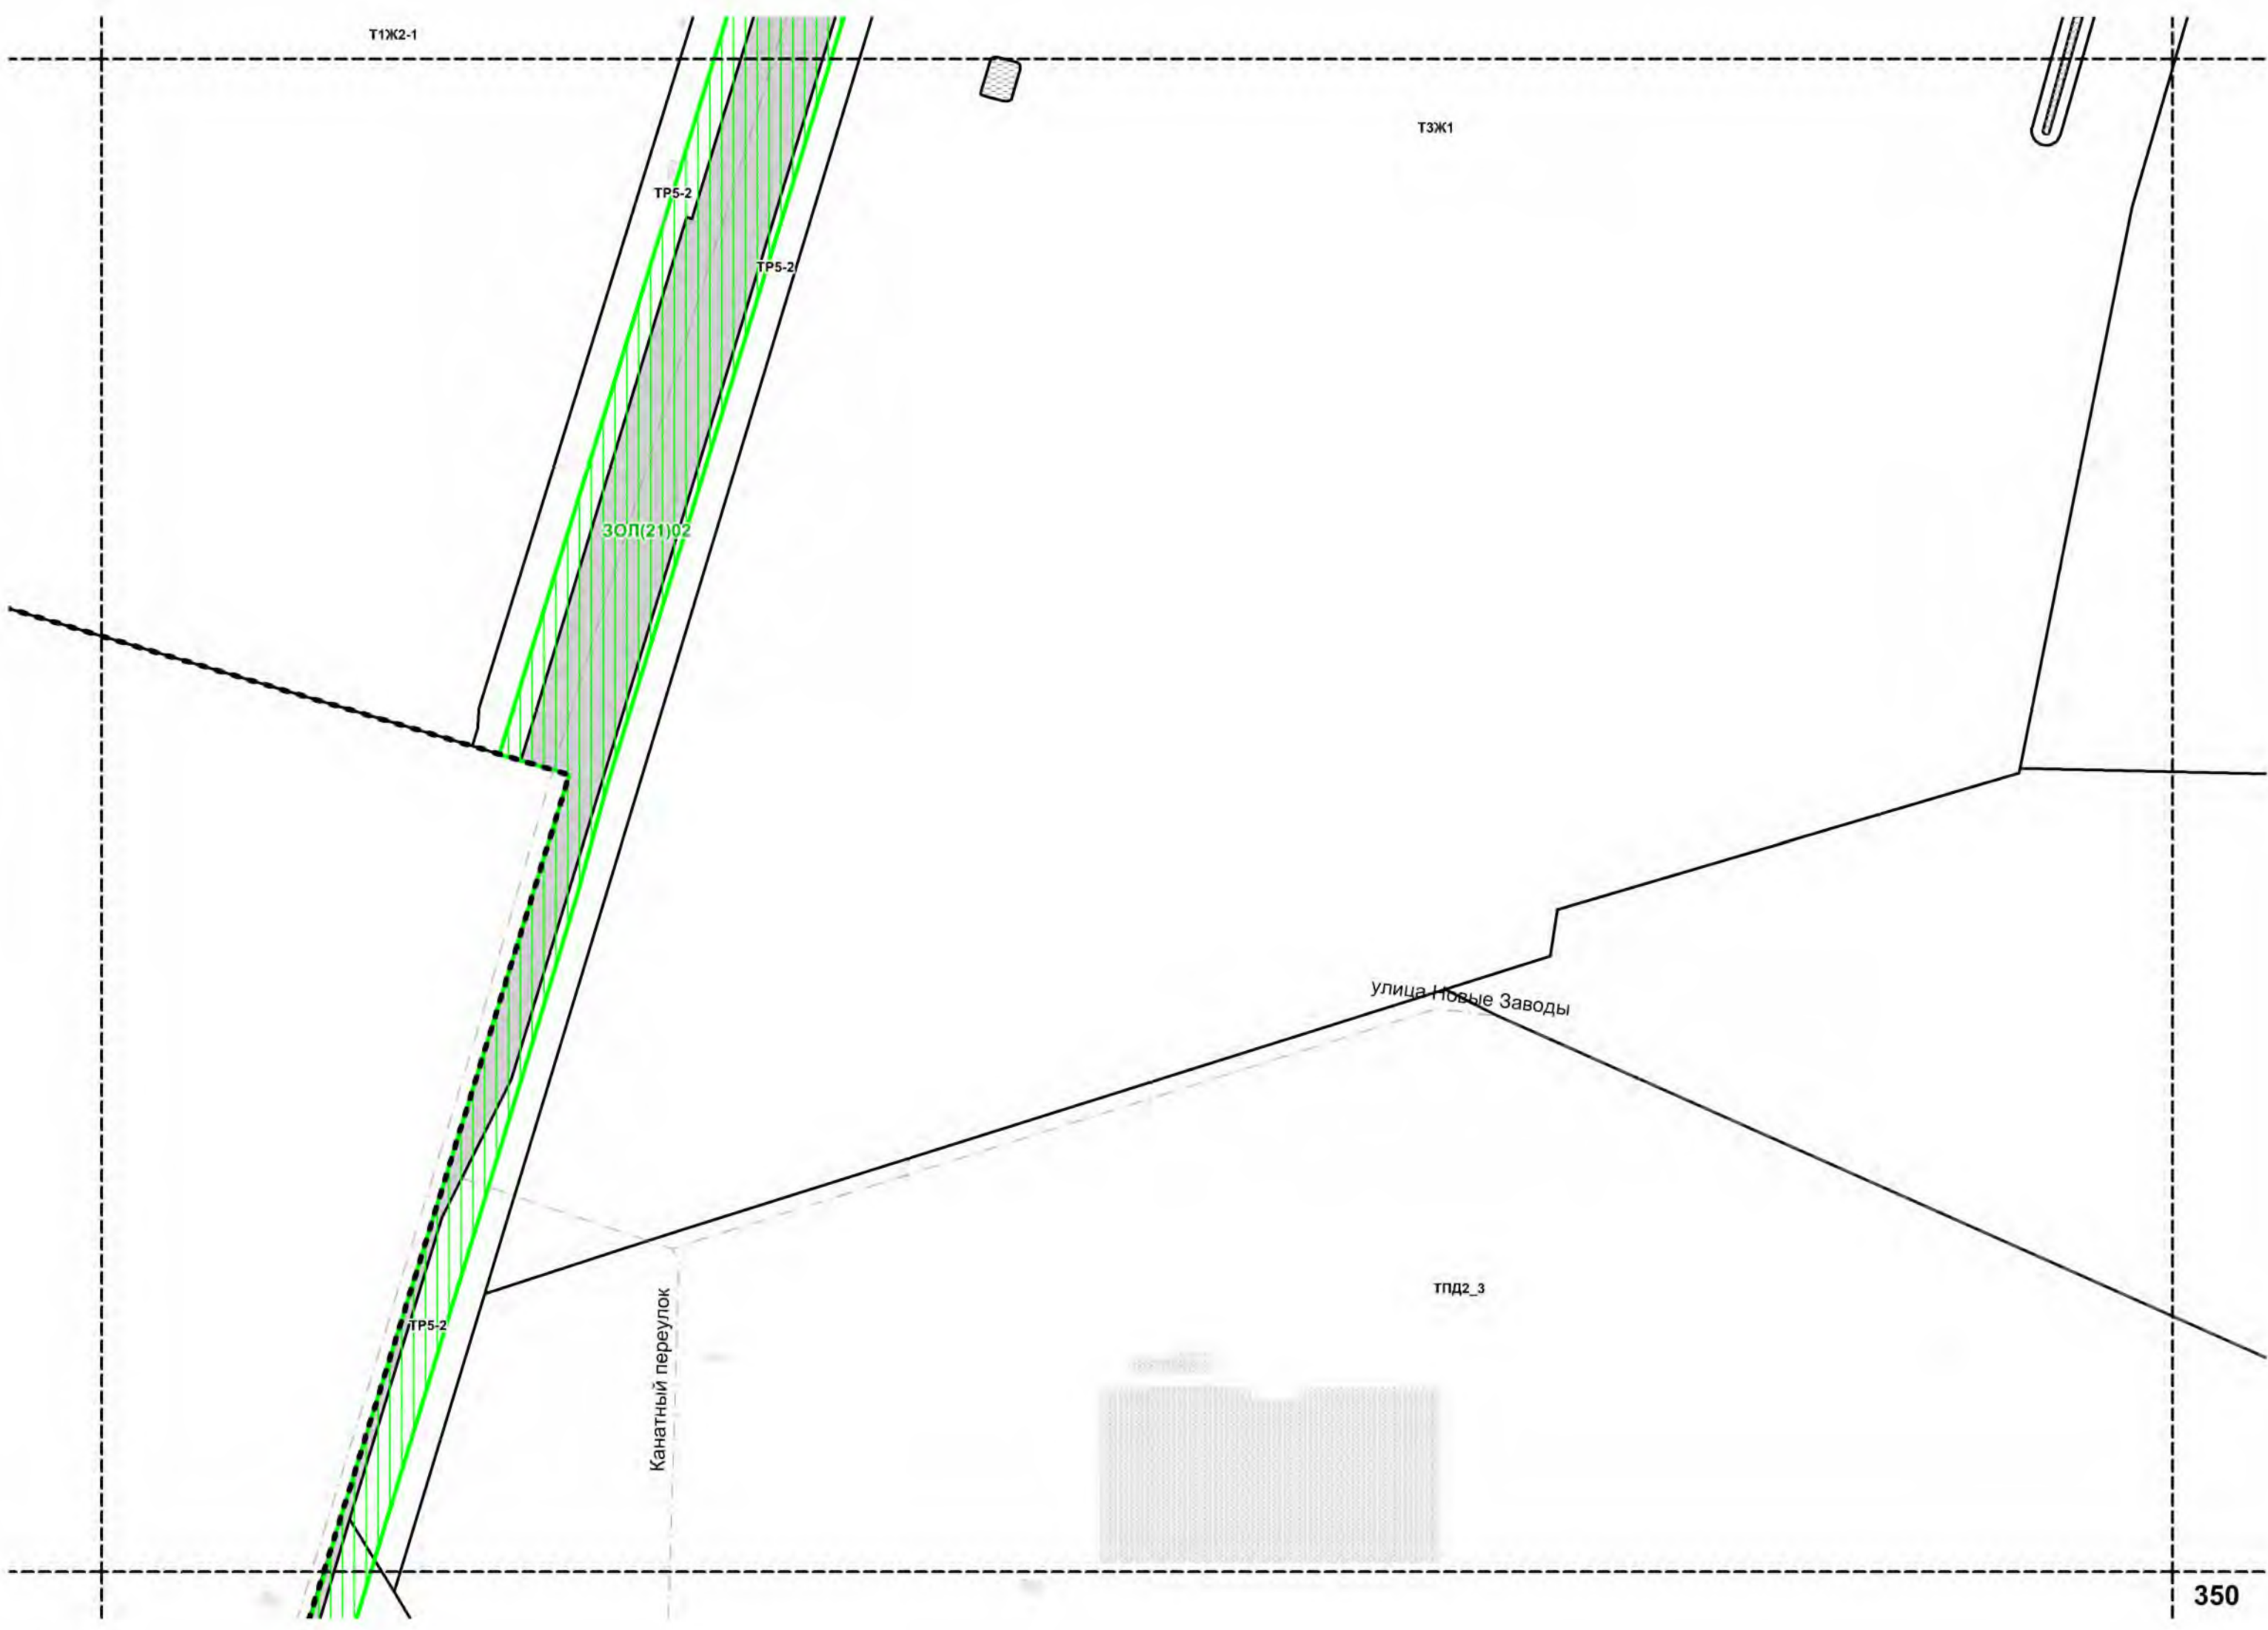 Т1Ж2-1
Т3Ж1
ТР5-2
ТР5-2
ЗОЛ(21)02
улица Новые Заводы
ТПД2_3
Канатный переулок
ТР5-2
350